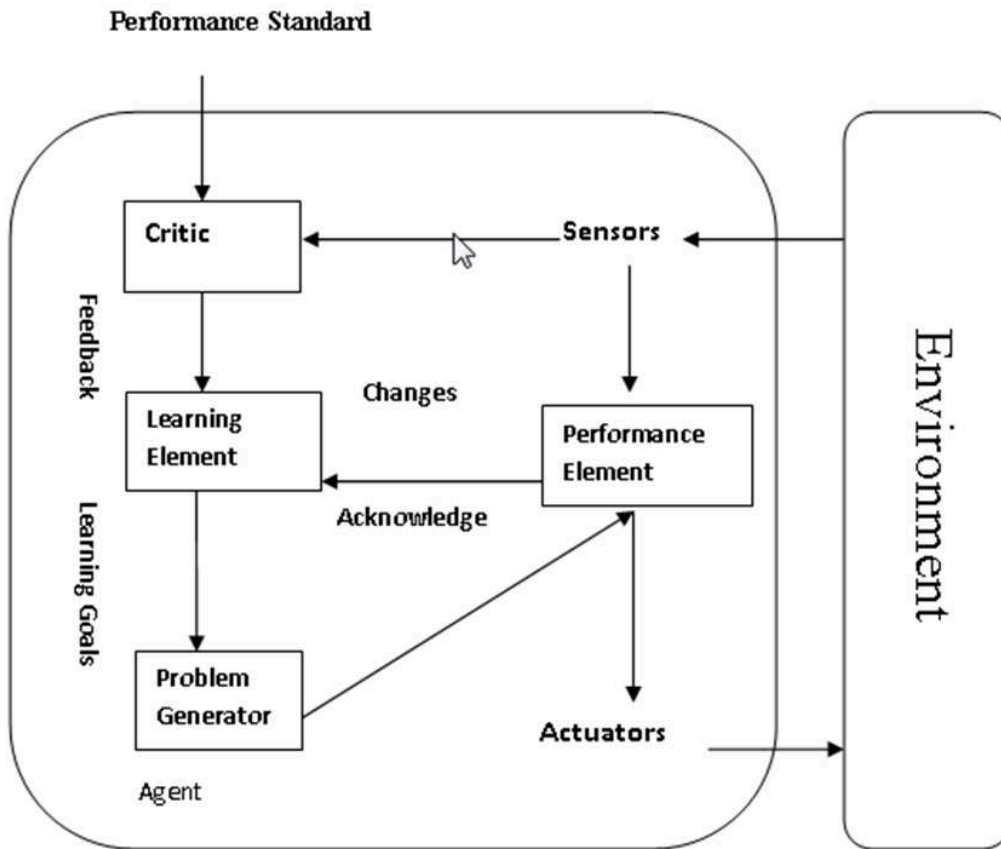 Performance Standard
Critic
Sensors
Feedback
Changes
Learning
Element
Performance
Element
Acknowledge
Learning Goals
Problem
Generator
Actuators
Agent
Environment